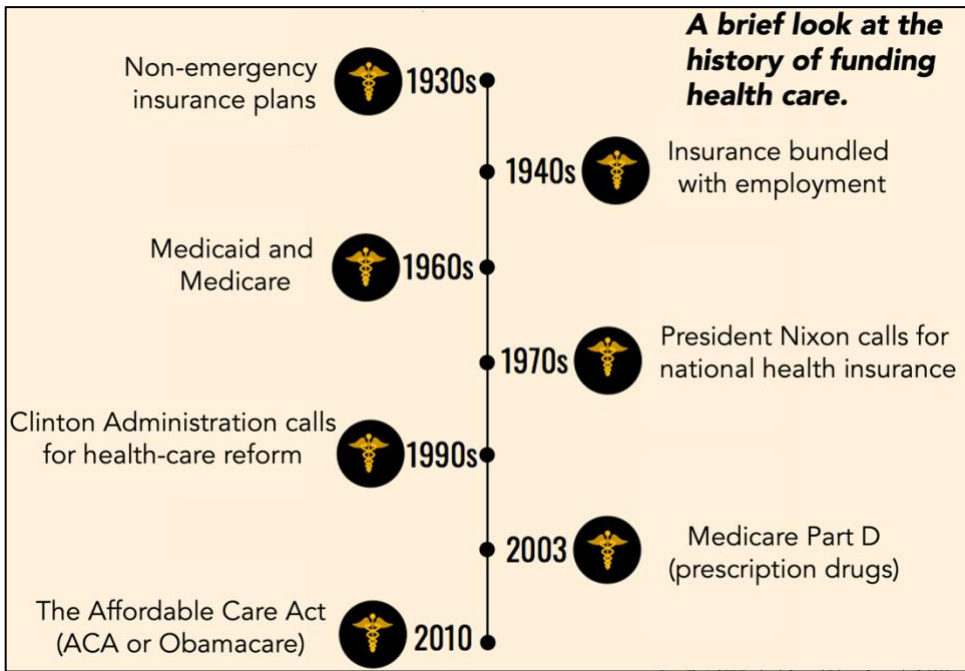 A brief look at the
history of funding
health care.
Non-emergency
insurance plans
1930s
1940s
Insurance bundled
with employment
Medicaid and
Medicare
1960s
1970s
President Nixon calls for
national health insurance
Clinton Administration calls
for health-care reform
1990s
2003
Medicare Part D
(prescription drugs)
The Affordable Care Act
(ACA or Obamacare)
2010